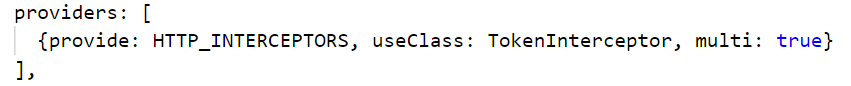 providers: [
{provide: HTTP_INTERCEPTORS, useClass: TokenInterceptor, multi: true}
],